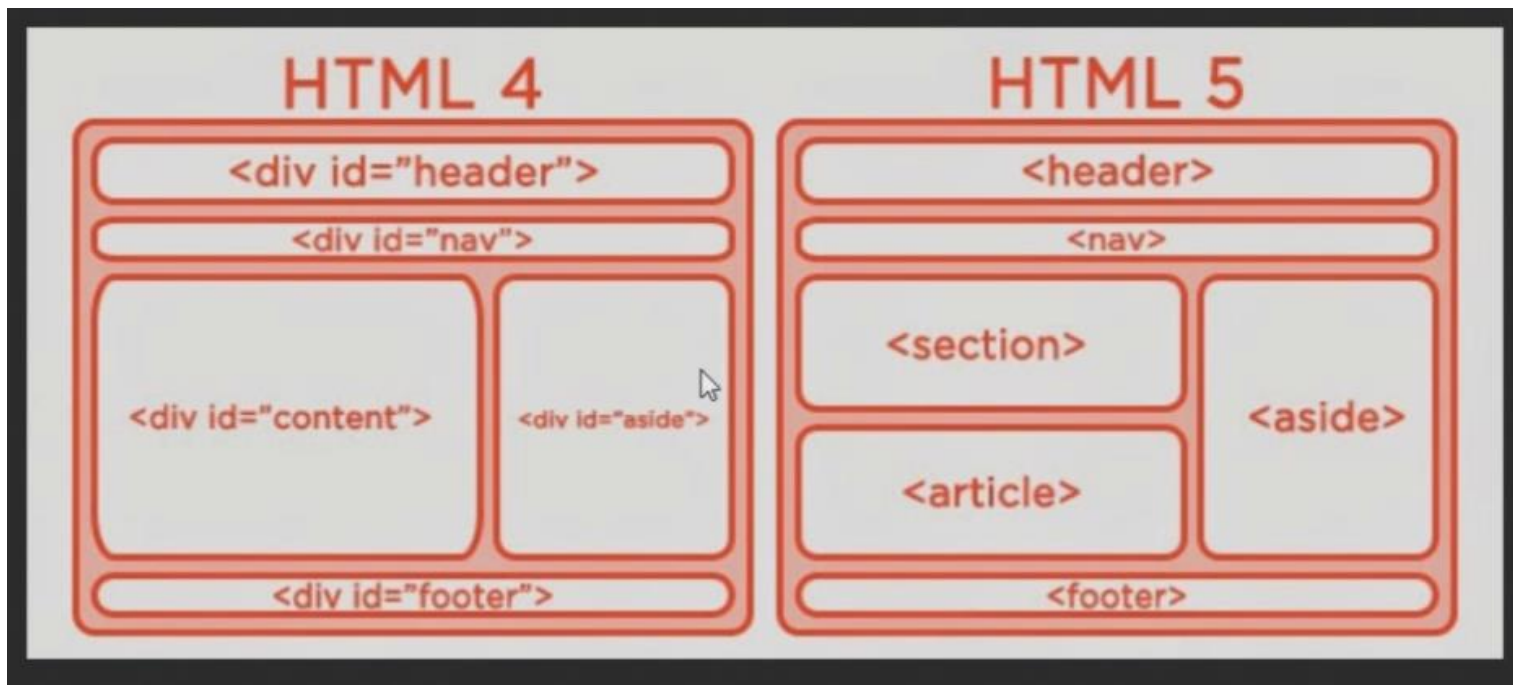 HTML 4
<div id=”header”>
<div id=”nav”>
<div id=”content”>
<div id=”aside”>
<div id=”footer”>
HTML 5
<header>
<nav>
<section>
<article>
<aside>
<footer>